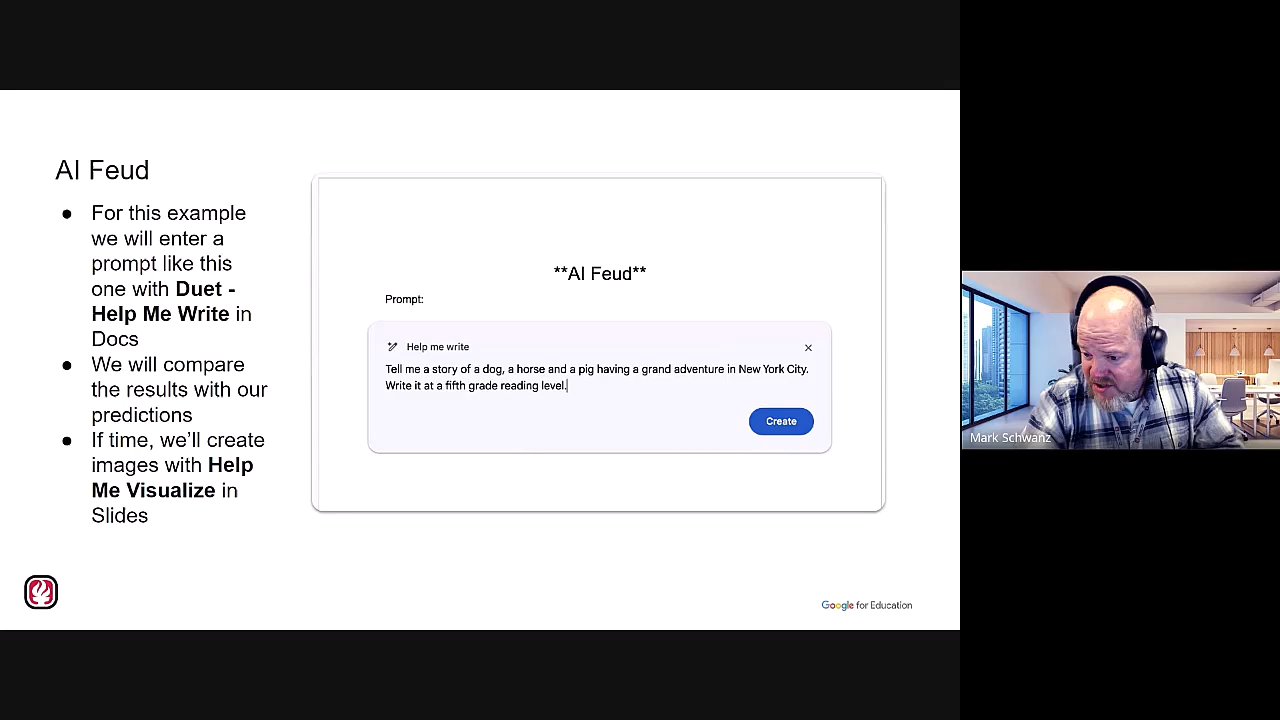 AI Feud
● For this example
we will enter a
prompt like this
one with Duet -
Help Me Write in
Docs
● We will compare
the results with our
predictions
● If time, we’ll create
images with Help
Me Visualize in
Slides
**AI Feud**
Prompt:
Help me write
Tell me a story of a dog, a horse and a pig having a grand adventure in New York City.
Write it at a fifth grade reading level.
Create
Google for Education
Mark Schwanz